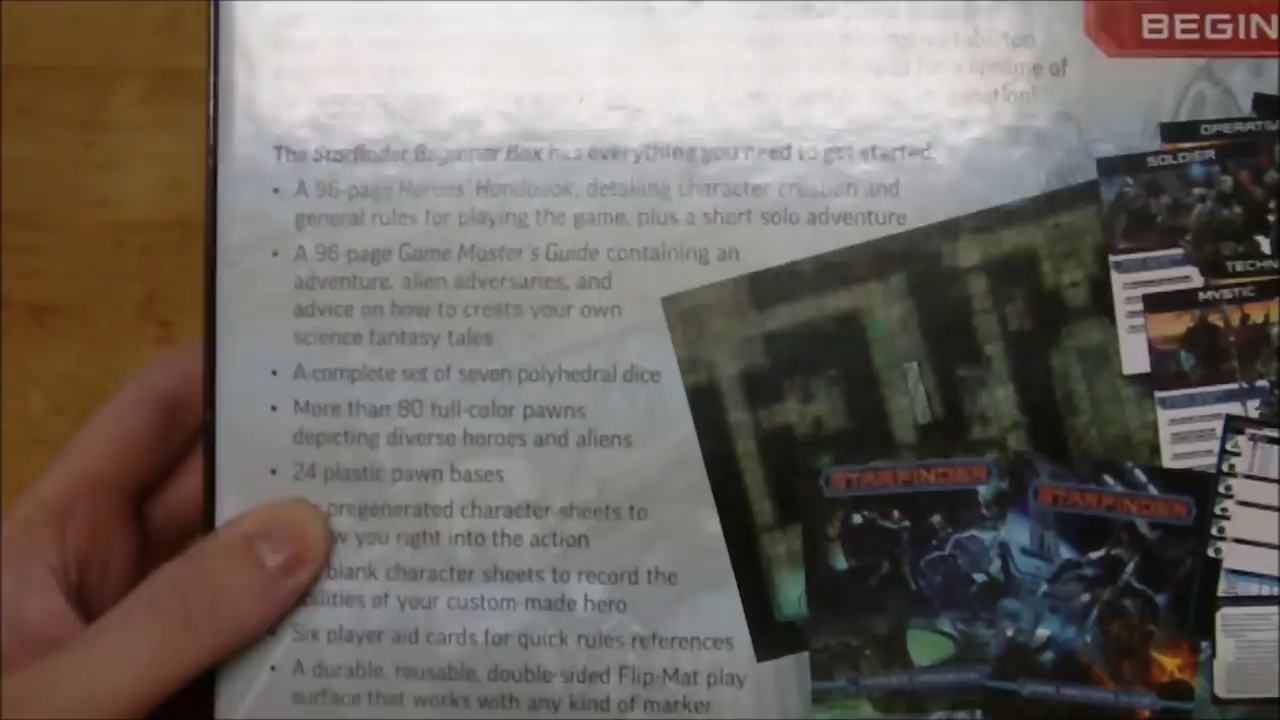 BEGIN
of
The Starfinder Beginner Box has everything you need to get started.
• A 96-page Heroes' Handbook, detailing character creation and
general rules for playing the game, plus a short solo adventure
• A 96-page Game Master's Guide containing an
adventure, alien adversaries, and
advice on how to create your own
science fantasy tales
• A complete set of seven polyhedral dice
• More than 80 full-color pawns
depicting diverse heroes and aliens
• 24 plastic pawn bases
pregenerated character sheets to
w you right into the action
blank character sheets to record the
lities of your custom-made hero
• Six player aid cards for quick rules references
• A durable, reusable, double-sided Flip-Mat play
surface that works with any kind of marker
OPERATIV
SOLDIER
TECHN
MYSTIC
STARFINDER
STARFINDER